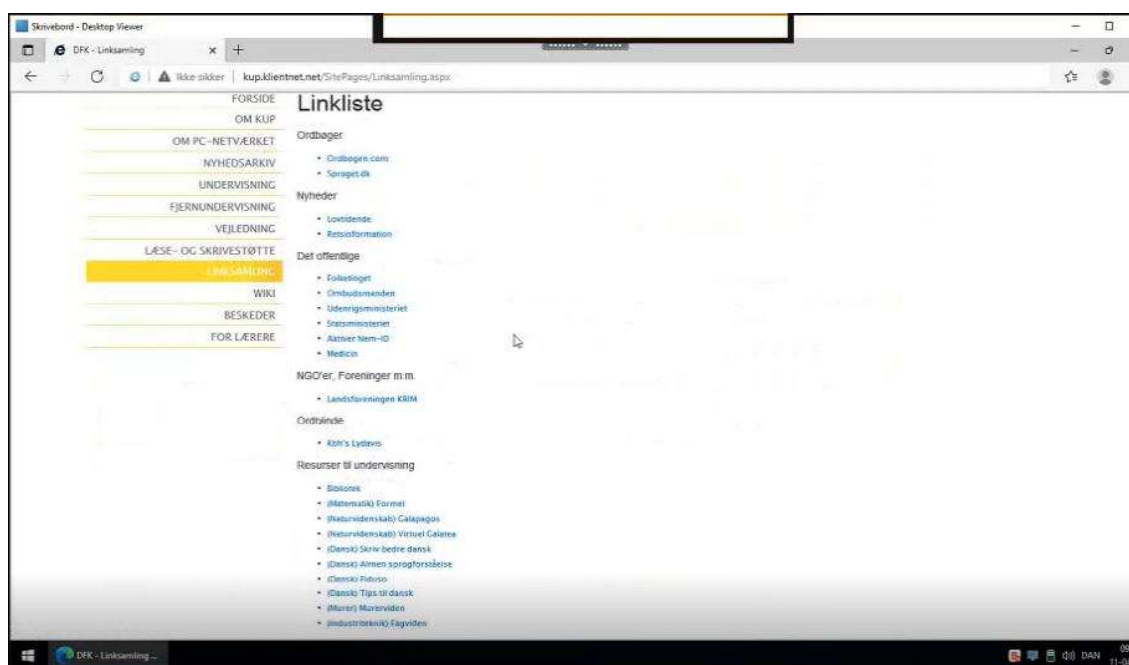 Skrivebord - Desktop Viewer
DFK - Linksamling
Ikke sikker kup.klientnet.net/SitePages/Linksamling.aspx
FORSIDE
OM KUP
OM PC-NETVÆRKET
NYHEDSARKIV
UNDERVISNING
FJERNUNDERVISNING
VEJLEDNING
LÆSE- OG SKRIVESTØTTE
LINKSAMLING
WIKI
BESKEDER
FOR LÆRERE
Linkliste
Ordbøger
Ordbogen.com
Sproget.dk
Nyheder
Lovtidende
Retsinformation
Det offentlige
Folketinget
Ombudsmanden
Udenrigsministeriet
Statsministeriet
Aktiver Nem-ID
Medicin
NGO'er, Foreninger m.m.
Landsforeningen KRIM
Ordblinde
Kbh's Lydavis
Resurser til undervisning
Bibliotek
(Matematik) Formel
(Naturvidenskab) Galapagos
(Naturvidenskab) Virtuel Galatea
(Dansk) Skriv bedre dansk
(Dansk) Almen sprogforståelse
(Dansk) Fiduso
(Dansk) Tips til dansk
(Murer) Murerviden
(Industriteknik) Fagviden
DFK - Linksamling ...
DAN
09
11-0